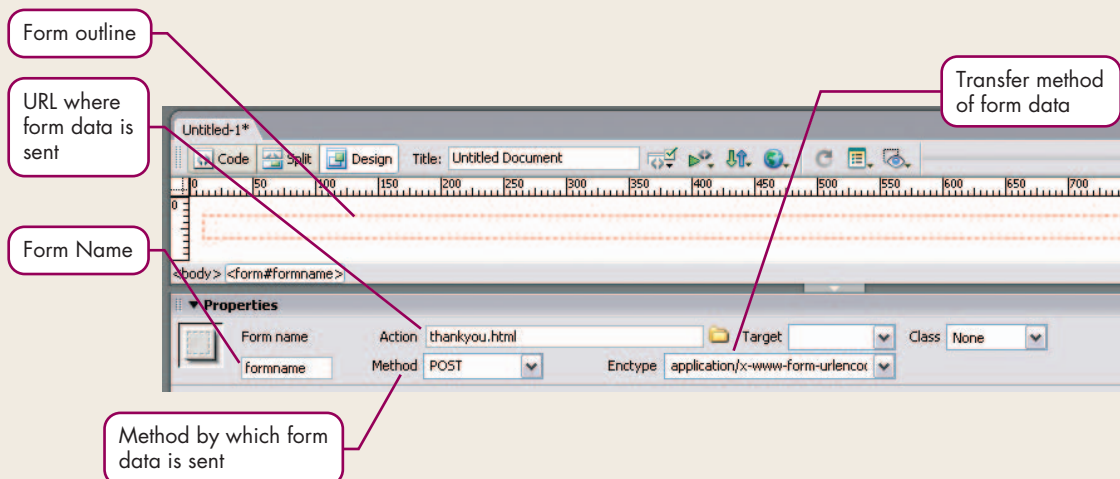 Form outline
URL where
form data is
sent
Transfer method
of form data
Untitled-1*
Code Split Design Title: Untitled Document
0 50 100 150 200 250 300 350 400 450 500 550 600 650 700
0
Form Name
<body> <form#formname>
Properties
Form name Action thankyou.html Target Class None
formname Method POST Enctype application/x-www-form-urlencoc
Method by which form
data is sent